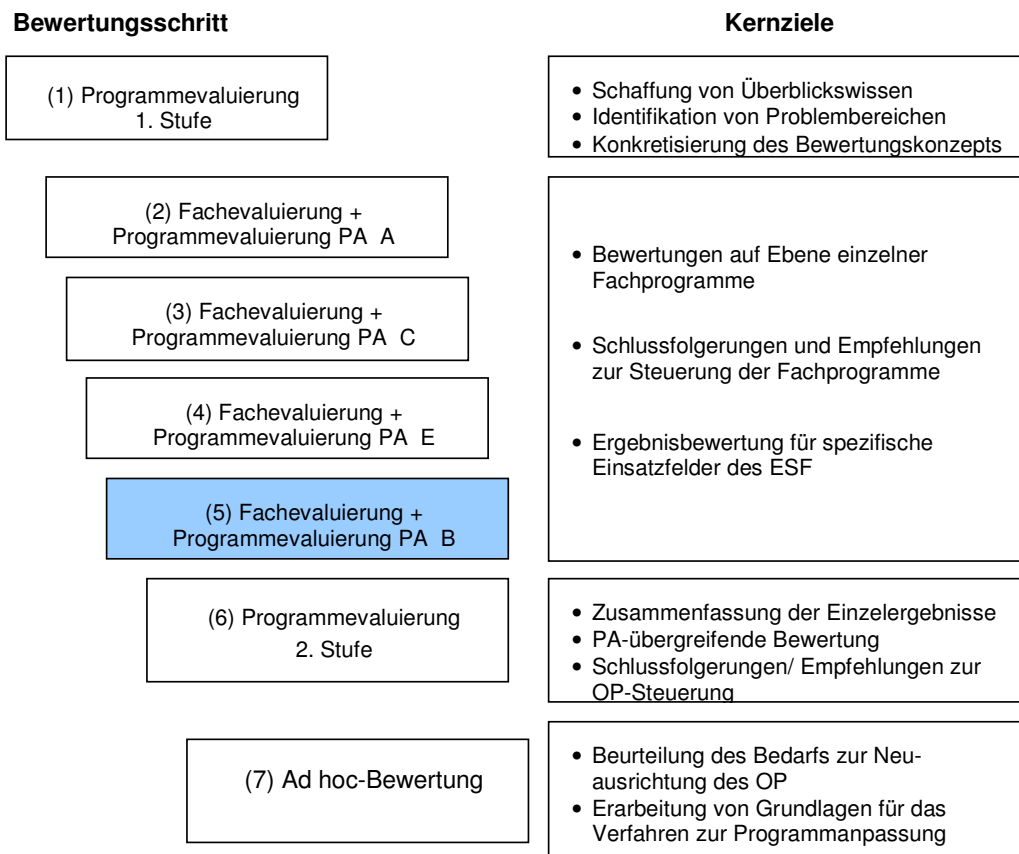 Bewertungsschritt
Kernziele
(1) Programmevaluierung
1. Stufe
• Schaffung von Überblickswissen
• Identifikation von Problembereichen
• Konkretisierung des Bewertungskonzepts
(2) Fachevaluierung +
Programmevaluierung PA A
(3) Fachevaluierung +
Programmevaluierung PA C
(4) Fachevaluierung +
Programmevaluierung PA E
(5) Fachevaluierung +
Programmevaluierung PA B
• Bewertungen auf Ebene einzelner
Fachprogramme
• Schlussfolgerungen und Empfehlungen
zur Steuerung der Fachprogramme
• Ergebnisbewertung für spezifische
Einsatzfelder des ESF
(6) Programmevaluierung
2. Stufe
• Zusammenfassung der Einzelergebnisse
• PA-übergreifende Bewertung
• Schlussfolgerungen/ Empfehlungen zur
OP-Steuerung
(7) Ad hoc-Bewertung
• Beurteilung des Bedarfs zur Neu-
ausrichtung des OP
• Erarbeitung von Grundlagen für das
Verfahren zur Programmanpassung